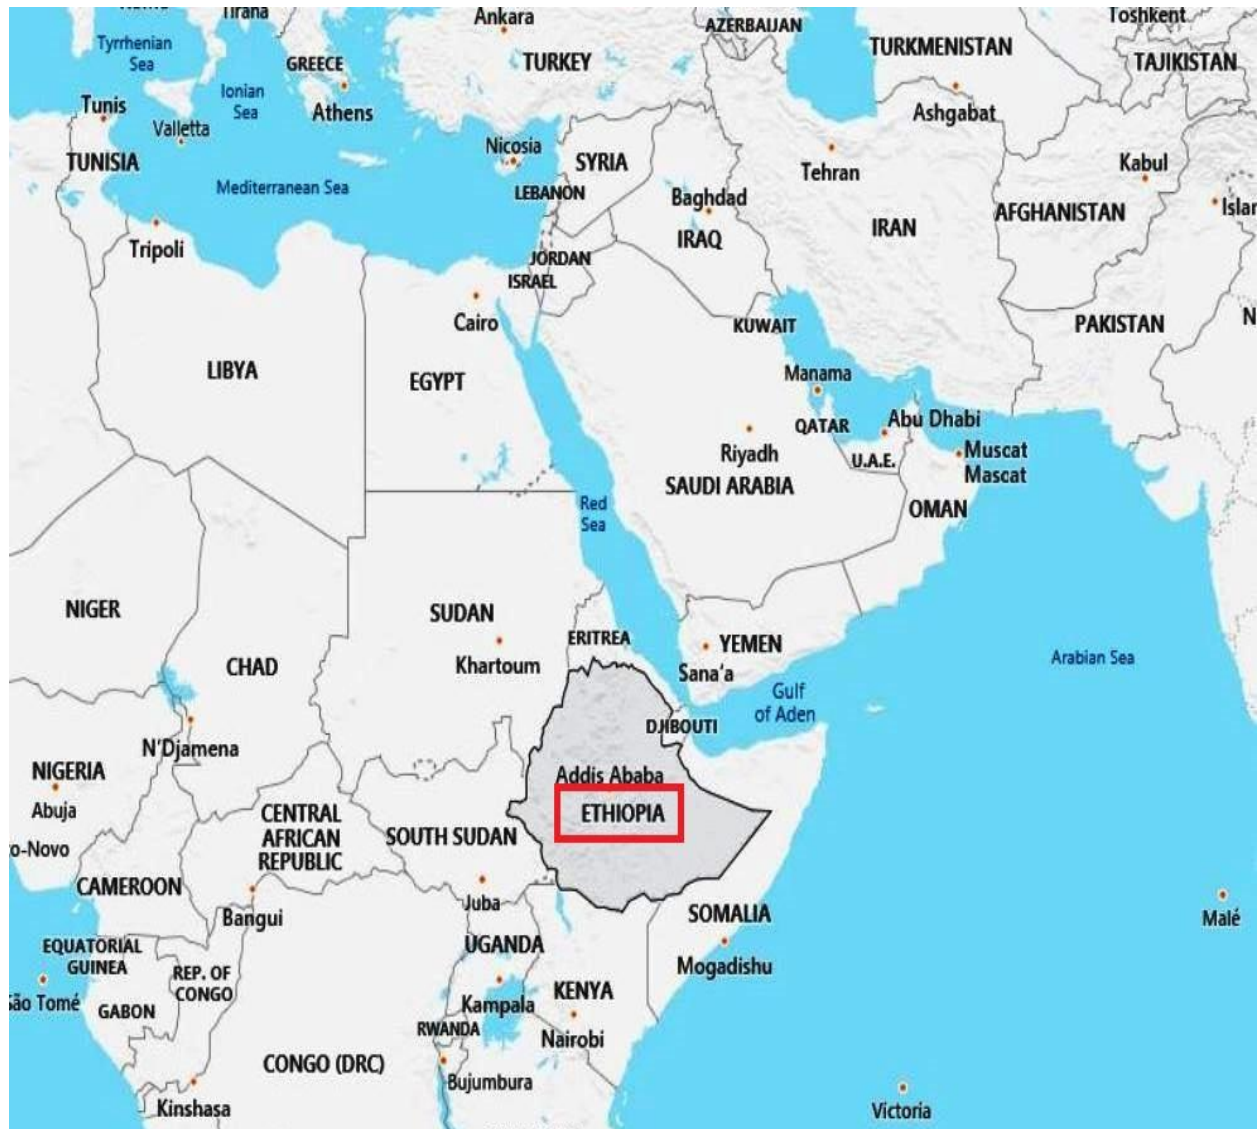 Tirana
Ankara
AZERBAIJAN
Toshkent
Tyrrhenian
Sea
GREECE
TURKEY
TURKMENISTAN
TAJIKISTAN
Ionian
Sea
Tunis
Athens
Ashgabat
Valletta
Nicosia
TUNISIA
SYRIA
Tehran
Kabul
Mediterranean Sea
LEBANON
Baghdad
AFGHANISTAN
Islam
Tripoli
IRAQ
IRAN
JORDAN
ISRAEL
Cairo
KUWAIT
PAKISTAN
N
LIBYA
EGYPT
Manama
QATAR
Abu Dhabi
Riyadh
U.A.E.
Muscat
Mascat
SAUDI ARABIA
Red
Sea
OMAN
NIGER
SUDAN
ERITREA
YEMEN
Khartoum
CHAD
Sana'a
Arabian Sea
Gulf
of Aden
DJIBOUTI
N'Djamena
NIGERIA
Addis Ababa
Abuja
CENTRAL
AFRICAN
REPUBLIC
ETHIOPIA
SOUTH SUDAN
o-Novo
CAMEROON
Juba
Bangui
SOMALIA
Malé
EQUATORIAL
GUINEA
UGANDA
REP. OF
CONGO
Mogadishu
São Tomé
GABON
Kampala
KENYA
RWANDA
Nairobi
CONGO (DRC)
Bujumbura
Kinshasa
Victoria